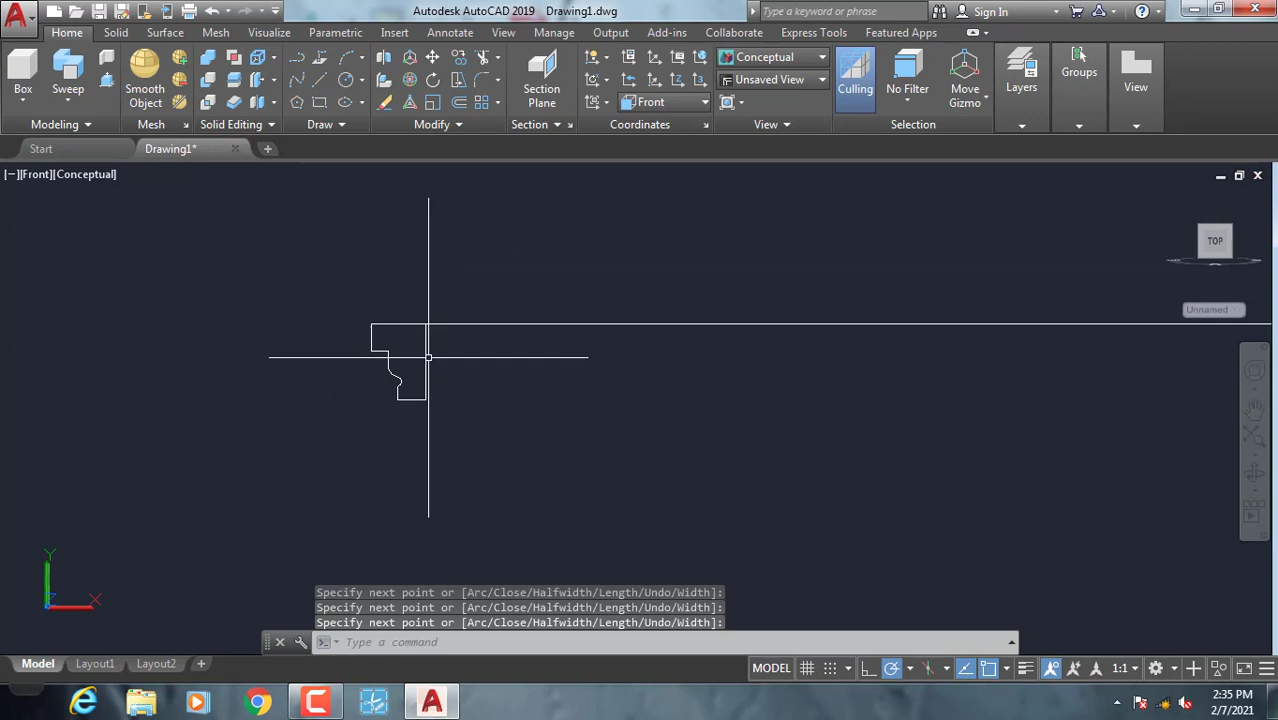 Autodesk AutoCAD 2019 Drawing1.dwg
Type a keyword or phrase
Sign In
Home Solid Surface Mesh Visualize Parametric Insert Annotate View Manage Output Add-ins Collaborate Express Tools Featured Apps
Box
Sweep
Smooth
Object
Section
Plane
Conceptual
Unsaved View
Front
Culling
No Filter
Move
Gizmo
Layers
Groups
View
Modeling Mesh Solid Editing Draw Modify Section Coordinates View Selection
Start Drawing1*
[−][Front][Conceptual]
TOP
Unnamed
Y
X
Z
Specify next point or [Arc/Close/Halfwidth/Length/Undo/Width]:
Specify next point or [Arc/Close/Halfwidth/Length/Undo/Width]:
Specify next point or [Arc/Close/Halfwidth/Length/Undo/Width]:
Type a command
Model Layout1 Layout2
MODEL
1:1
2:35 PM
2/7/2021